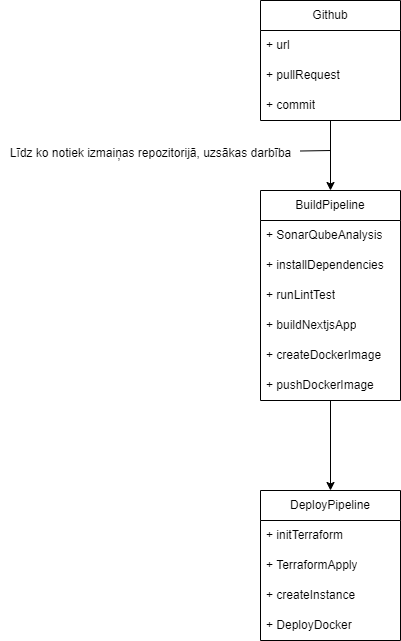 Github
+ url
+ pullRequest
+ commit
Līdz ko notiek izmaiņas repozitorijā, uzsākas darbība
BuildPipeline
+ SonarQubeAnalysis
+ installDependencies
+ runLintTest
+ buildNextjsApp
+ createDockerImage
+ pushDockerImage
DeployPipeline
+ initTerraform
+ TerraformApply
+ createInstance
+ DeployDocker